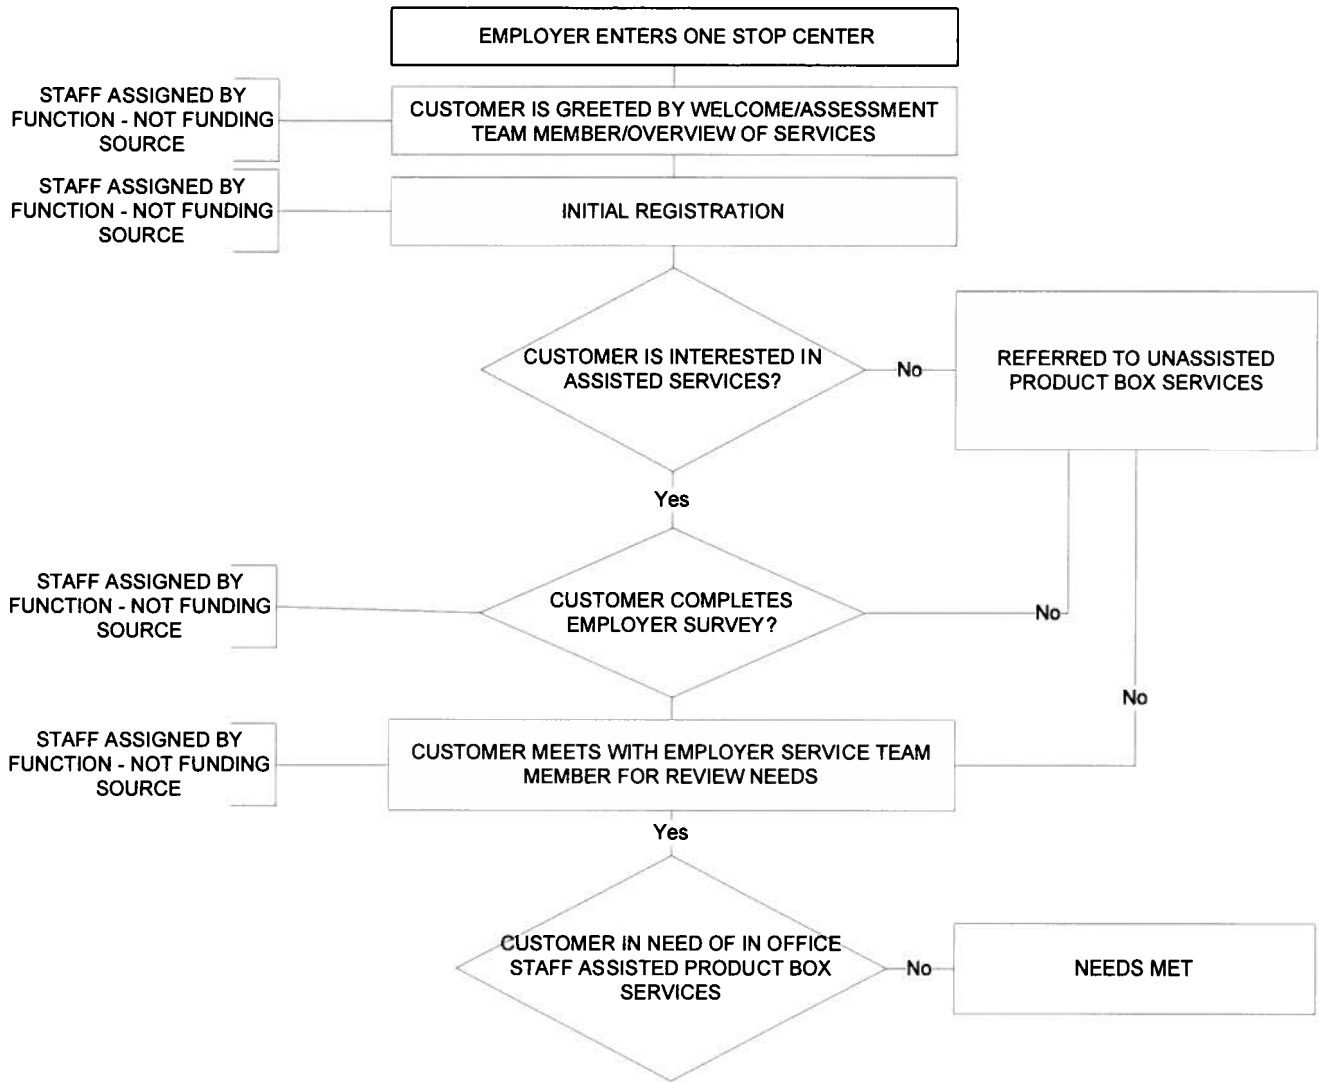 EMPLOYER ENTERS ONE STOP CENTER
STAFF ASSIGNED BY
FUNCTION - NOT FUNDING
SOURCE
CUSTOMER IS GREETED BY WELCOME/ASSESSMENT
TEAM MEMBER/OVERVIEW OF SERVICES
STAFF ASSIGNED BY
FUNCTION - NOT FUNDING
SOURCE
INITIAL REGISTRATION
CUSTOMER IS INTERESTED IN
ASSISTED SERVICES?
No
REFERRED TO UNASSISTED
PRODUCT BOX SERVICES
Yes
STAFF ASSIGNED BY
FUNCTION - NOT FUNDING
SOURCE
CUSTOMER COMPLETES
EMPLOYER SURVEY?
No
No
STAFF ASSIGNED BY
FUNCTION - NOT FUNDING
SOURCE
CUSTOMER MEETS WITH EMPLOYER SERVICE TEAM
MEMBER FOR REVIEW NEEDS
Yes
CUSTOMER IN NEED OF IN OFFICE
STAFF ASSISTED PRODUCT BOX
SERVICES
No
NEEDS MET